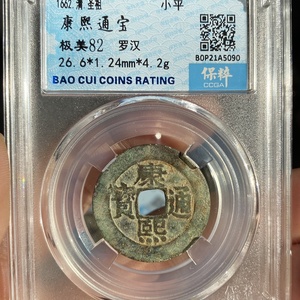 1662.清.圣祖 小平
康熙通宝
极美82 罗汉
26.6*1.24mm*4.2g
BOP21A5090
BAO CUI COINS RATING
保粹
CCGA
康熙通寶